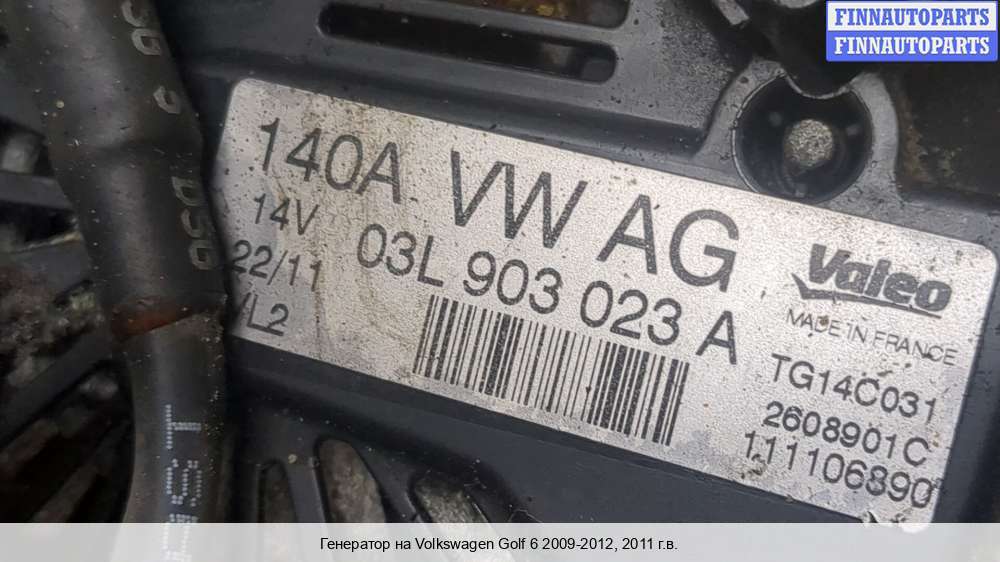 FINNAUTOPARTS
FINNAUTOPARTS
140A VW AG
14V 03L 903 023 A
22/11
/L2
Valeo
MADE IN FRANCE
TG14C031
2608901C
111106890
DSG
Генератор на Volkswagen Golf 6 2009-2012, 2011 г.в.